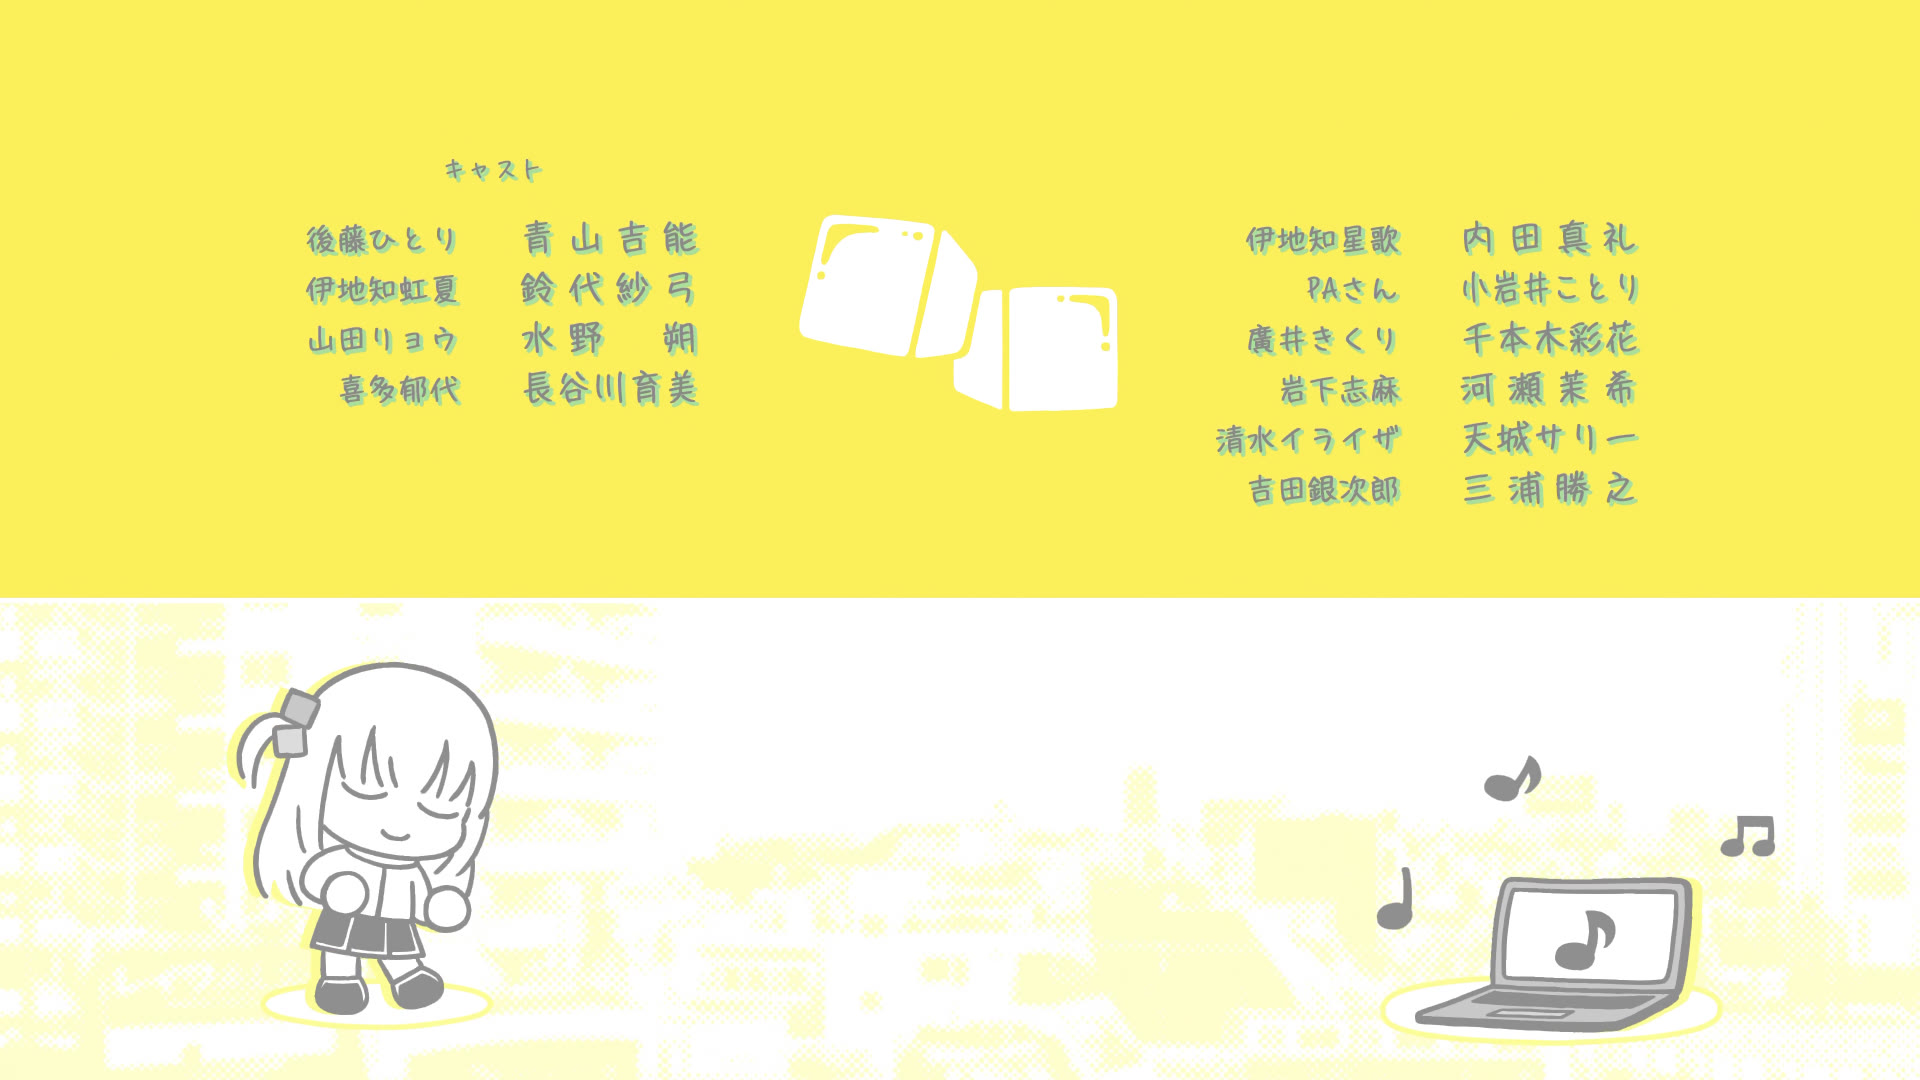 キャスト
後藤ひとり 青山吉能
伊地知虹夏 鈴代紗弓
山田リョウ 水野 朔
喜多郁代 長谷川育美
伊地知星歌 内田真礼
PAさん 小岩井ことり
廣井きくり 千本木彩花
岩下志麻 河瀬茉希
清水イライザ 天城サリー
吉田銀次郎 三浦勝之